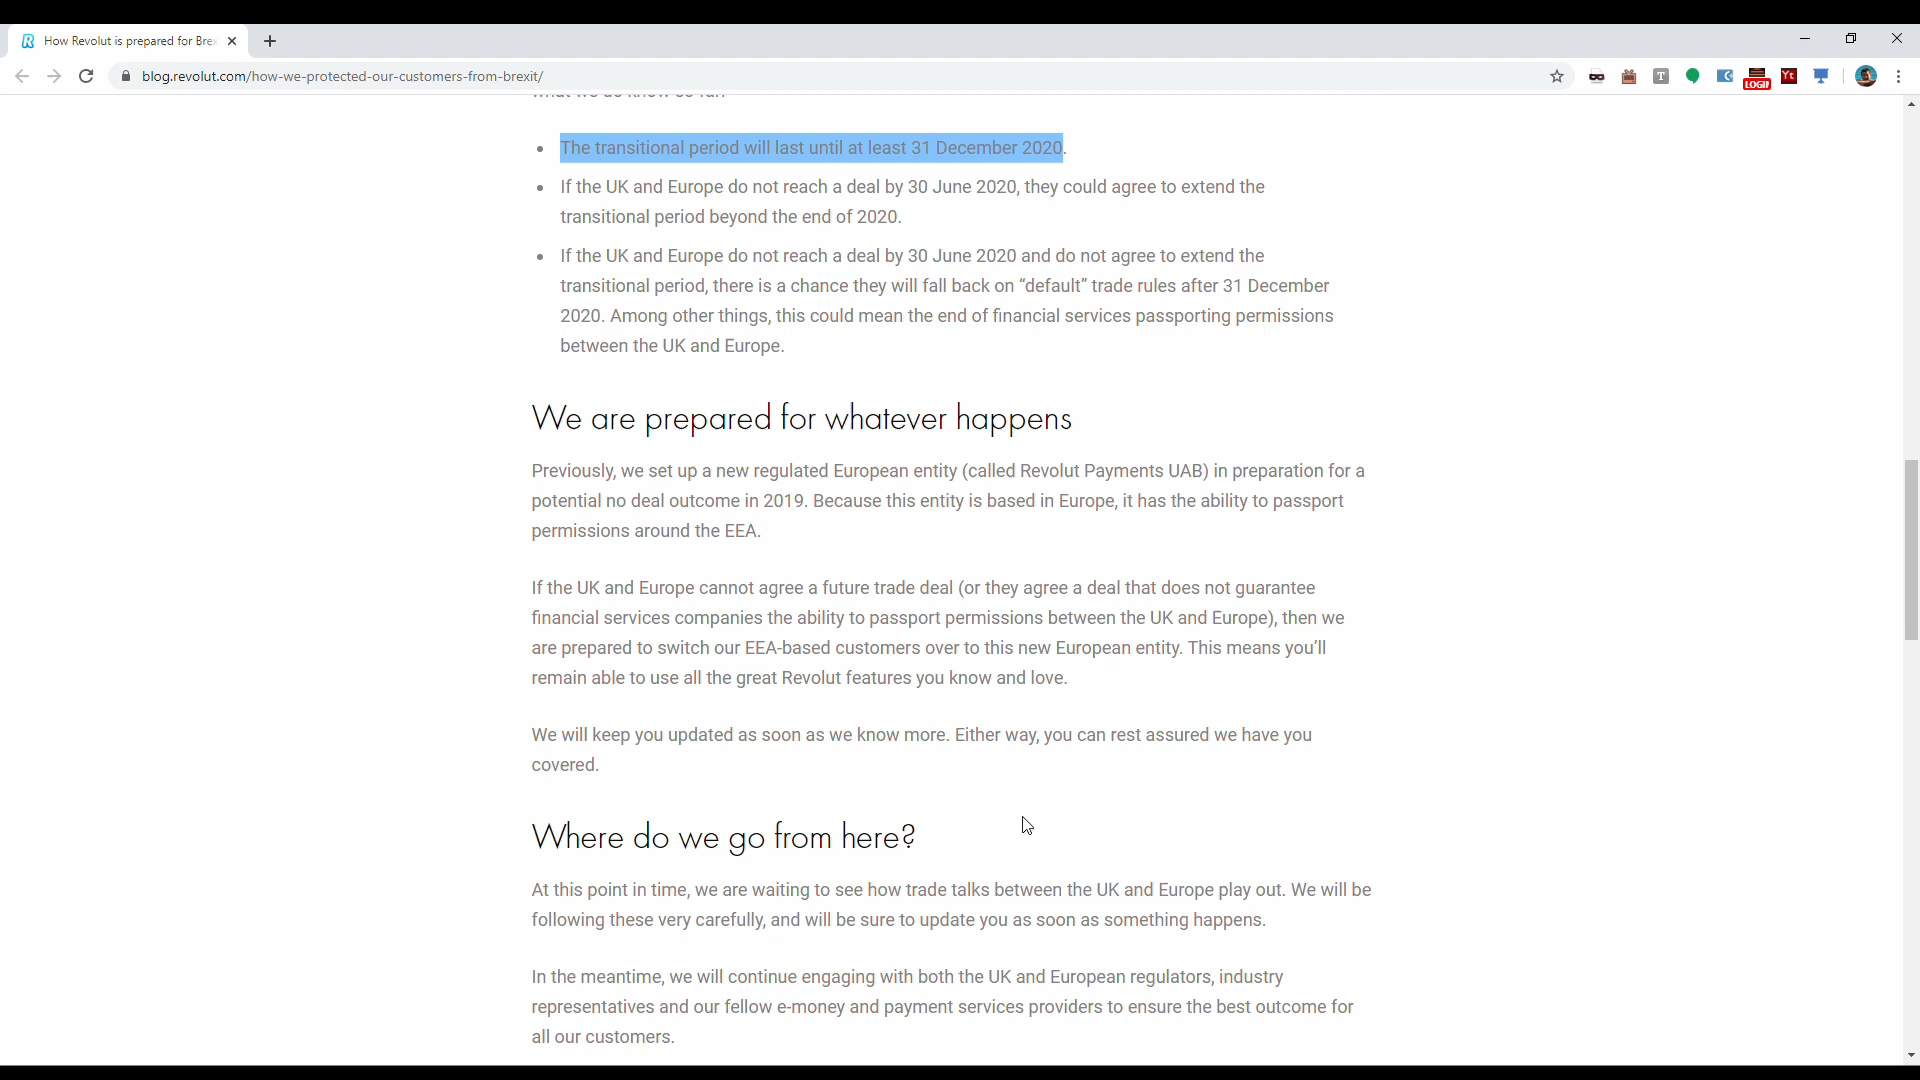 How Revolut is prepared for Bre
blog.revolut.com/how-we-protected-our-customers-from-brexit/
T
LOGIN
Yt
what we do know so far:
The transitional period will last until at least 31 December 2020.
If the UK and Europe do not reach a deal by 30 June 2020, they could agree to extend the
transitional period beyond the end of 2020.
If the UK and Europe do not reach a deal by 30 June 2020 and do not agree to extend the
transitional period, there is a chance they will fall back on “default” trade rules after 31 December
2020. Among other things, this could mean the end of financial services passporting permissions
between the UK and Europe.
We are prepared for whatever happens
Previously, we set up a new regulated European entity (called Revolut Payments UAB) in preparation for a
potential no deal outcome in 2019. Because this entity is based in Europe, it has the ability to passport
permissions around the EEA.
If the UK and Europe cannot agree a future trade deal (or they agree a deal that does not guarantee
financial services companies the ability to passport permissions between the UK and Europe), then we
are prepared to switch our EEA-based customers over to this new European entity. This means you’ll
remain able to use all the great Revolut features you know and love.
We will keep you updated as soon as we know more. Either way, you can rest assured we have you
covered.
Where do we go from here?
At this point in time, we are waiting to see how trade talks between the UK and Europe play out. We will be
following these very carefully, and will be sure to update you as soon as something happens.
In the meantime, we will continue engaging with both the UK and European regulators, industry
representatives and our fellow e-money and payment services providers to ensure the best outcome for
all our customers.